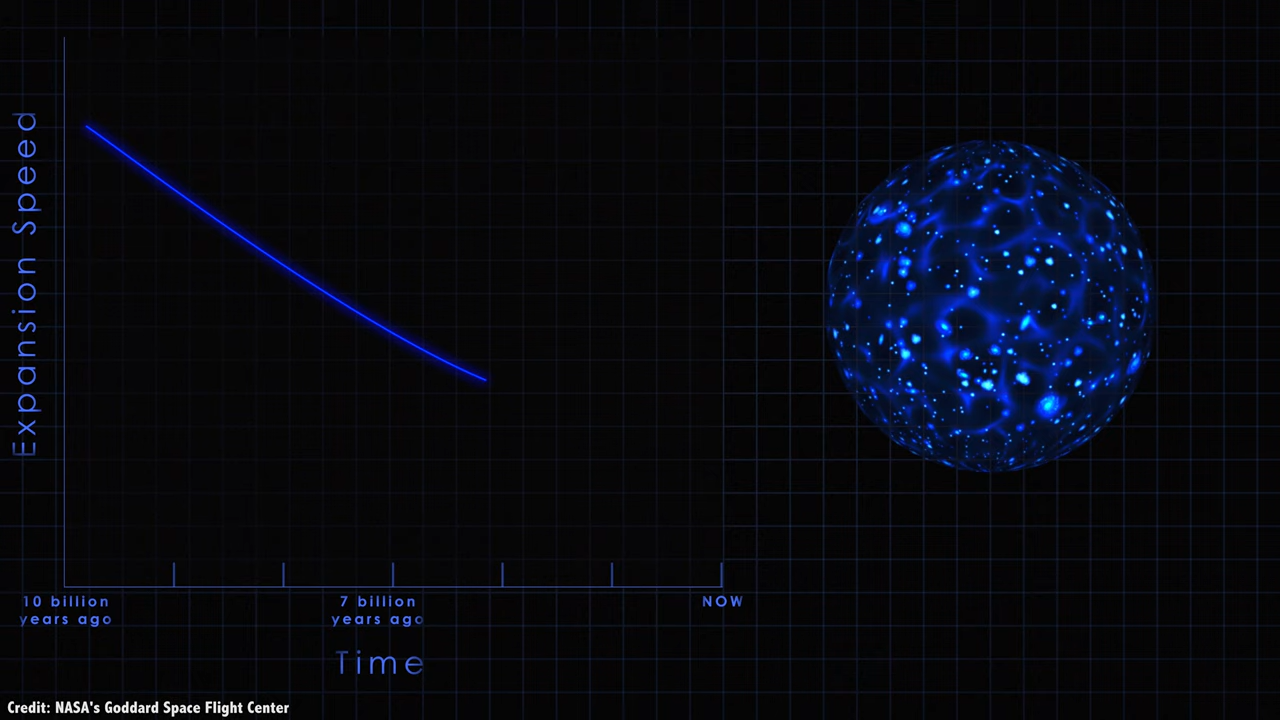 Expansion Speed
10 billion
years ago
7 billion
years ago
NOW
Time
Credit: NASA's Goddard Space Flight Center